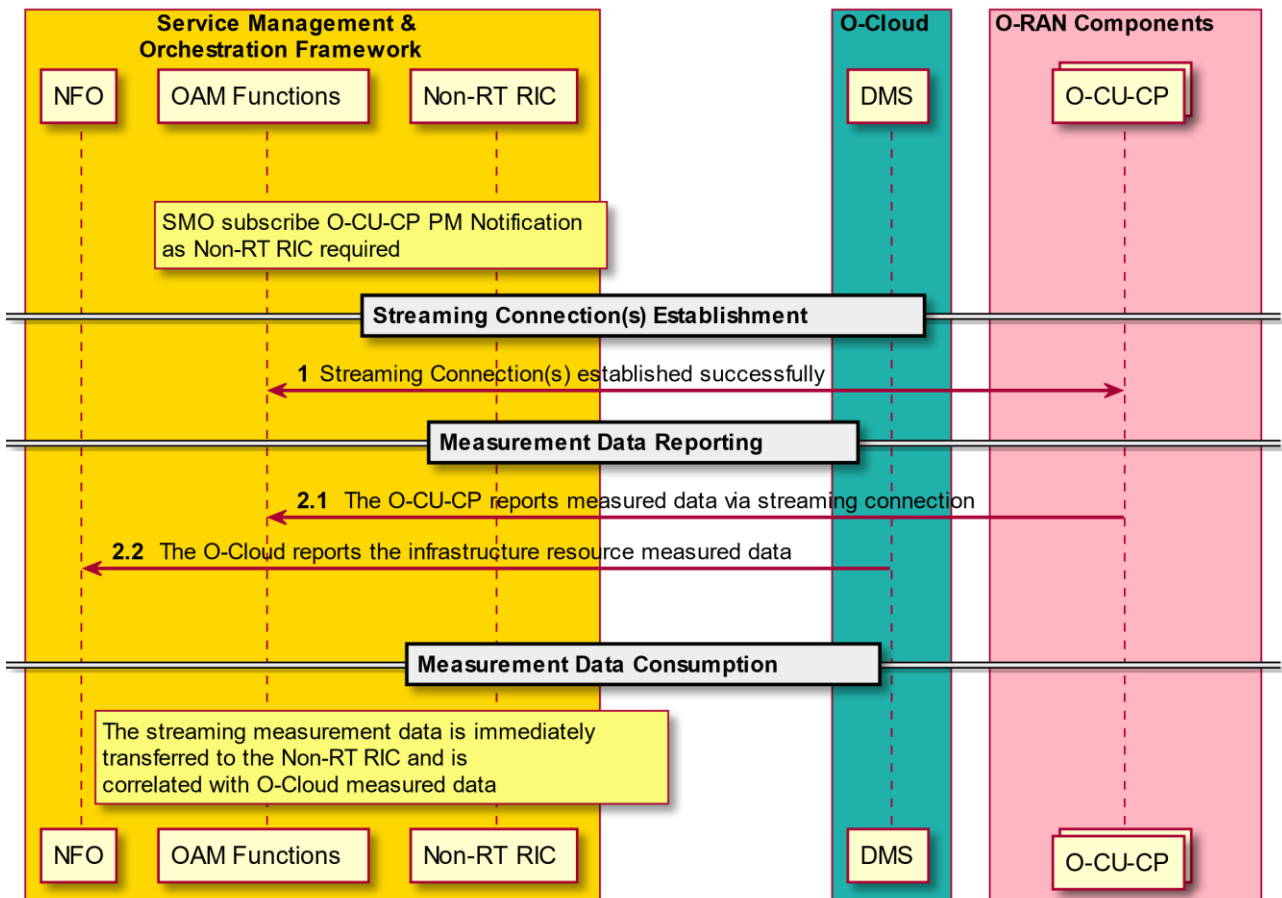 Service Management &
Orchestration Framework
O-Cloud
O-RAN Components
NFO
OAM Functions
Non-RT RIC
DMS
O-CU-CP
SMO subscribe O-CU-CP PM Notification
as Non-RT RIC required
Streaming Connection(s) Establishment
1 Streaming Connection(s) established successfully
Measurement Data Reporting
2.1 The O-CU-CP reports measured data via streaming connection
2.2 The O-Cloud reports the infrastructure resource measured data
Measurement Data Consumption
The streaming measurement data is immediately
transferred to the Non-RT RIC and is
correlated with O-Cloud measured data
NFO
OAM Functions
Non-RT RIC
DMS
O-CU-CP